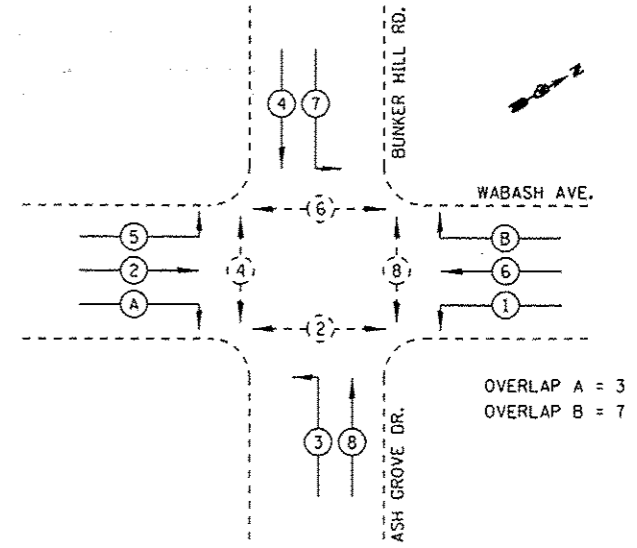 BUNKER HILL RD.
N
4 7
WABASH AVE.
6
5 B
2 4 8 6
A 1
2
OVERLAP A = 3
OVERLAP B = 7
3 8
ASH GROVE DR.